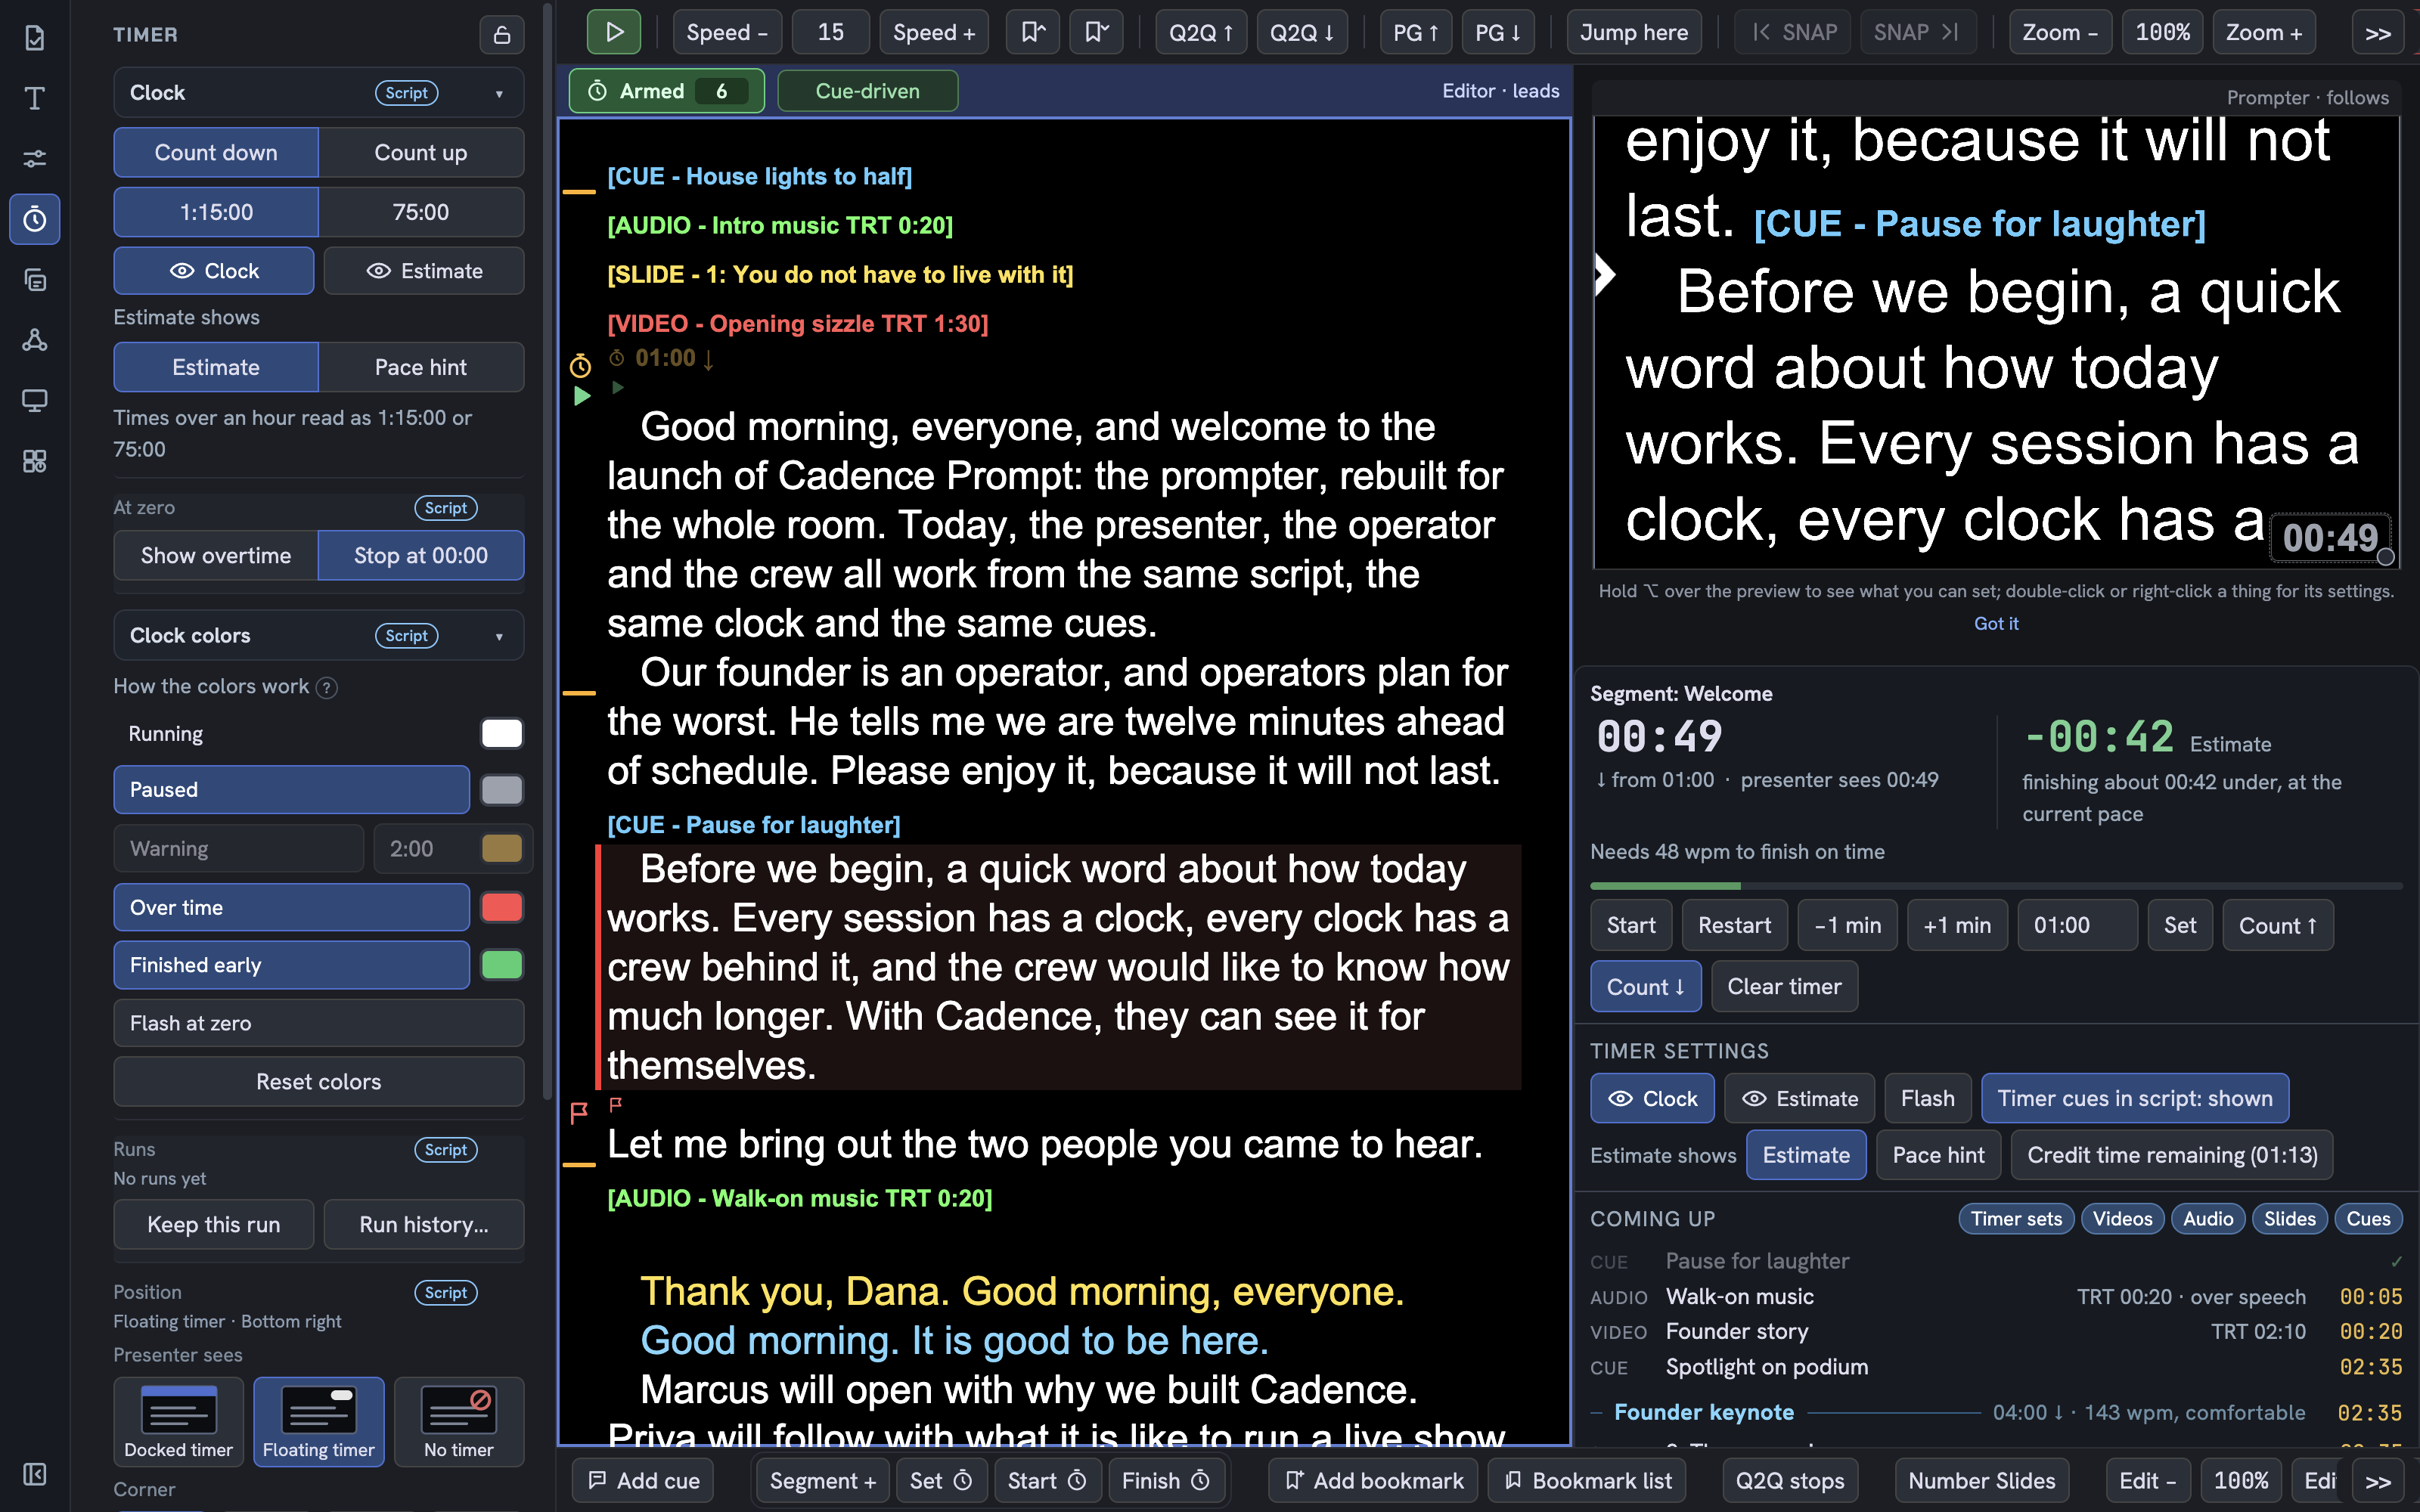 TIMER
Clock Script
Count down Count up
1:15:00 75:00
Clock Estimate
Estimate shows
Estimate Pace hint
Times over an hour read as 1:15:00 or
75:00
At zero Script
Show overtime Stop at 00:00
Clock colors Script
How the colors work ?
Running
Paused
Warning 2:00
Over time
Finished early
Flash at zero
Reset colors
Runs Script
No runs yet
Keep this run Run history...
Position Script
Floating timer · Bottom right
Presenter sees
Docked timer Floating timer No timer
Corner
Speed – 15 Speed + Q2Q ↑ Q2Q ↓ PG ↑ PG ↓ Jump here SNAP SNAP Zoom – 100% Zoom + >>
Armed 6 Cue-driven Editor · leads
[CUE - House lights to half]
[AUDIO - Intro music TRT 0:20]
[SLIDE - 1: You do not have to live with it]
[VIDEO - Opening sizzle TRT 1:30]
01:00 ↓
Good morning, everyone, and welcome to the
launch of Cadence Prompt: the prompter, rebuilt for
the whole room. Today, the presenter, the operator
and the crew all work from the same script, the
same clock and the same cues.
Our founder is an operator, and operators plan for
the worst. He tells me we are twelve minutes ahead
of schedule. Please enjoy it, because it will not last.
[CUE - Pause for laughter]
Before we begin, a quick word about how today
works. Every session has a clock, every clock has a
crew behind it, and the crew would like to know how
much longer. With Cadence, they can see it for
themselves.
Let me bring out the two people you came to hear.
[AUDIO - Walk-on music TRT 0:20]
Thank you, Dana. Good morning, everyone.
Good morning. It is good to be here.
Marcus will open with why we built Cadence.
Priya will follow with what it is like to run a live show
Add cue Segment + Set Start Finish Add bookmark Bookmark list Q2Q stops Number Slides Edit – 100% Edi >>
Prompter · follows
enjoy it, because it will not
last. [CUE - Pause for laughter]
Before we begin, a quick
word about how today
works. Every session has a
clock, every clock has a
00:49
Hold ⌥ over the preview to see what you can set; double-click or right-click a thing for its settings.
Got it
Segment: Welcome
00:49 -00:42 Estimate
↓ from 01:00 · presenter sees 00:49
finishing about 00:42 under, at the
current pace
Needs 48 wpm to finish on time
Start Restart –1 min +1 min 01:00 Set Count ↑
Count ↓ Clear timer
TIMER SETTINGS
Clock Estimate Flash Timer cues in script: shown
Estimate shows Estimate Pace hint Credit time remaining (01:13)
COMING UP Timer sets Videos Audio Slides Cues
CUE Pause for laughter ✓
AUDIO Walk-on music TRT 00:20 · over speech 00:05
VIDEO Founder story TRT 02:10 00:20
CUE Spotlight on podium 02:35
Founder keynote 04:00 ↓ · 143 wpm, comfortable 02:35